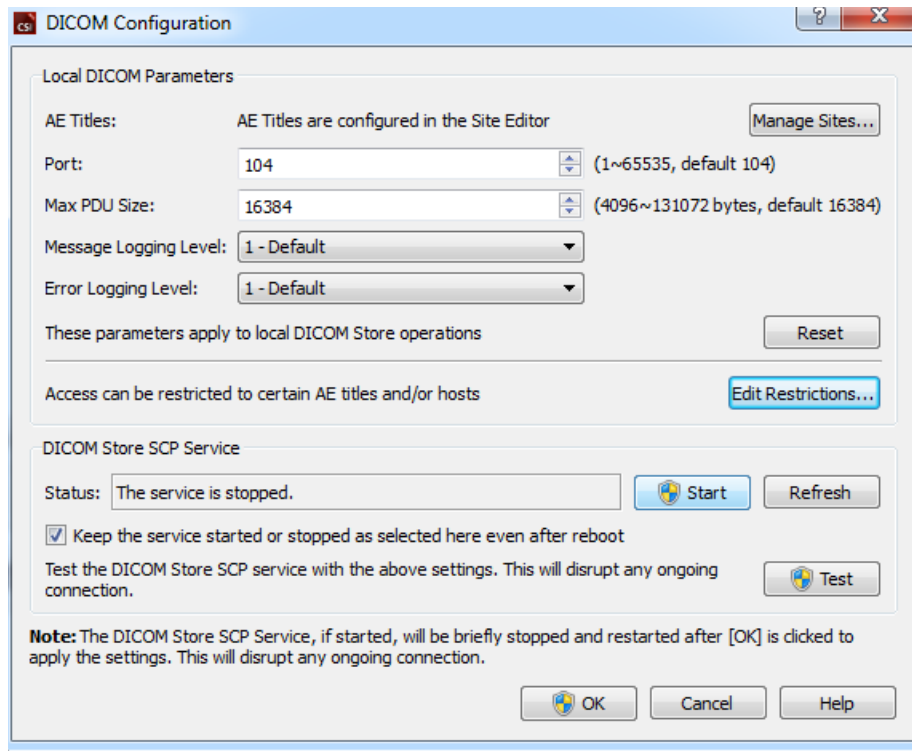 CSI DICOM Configuration
Local DICOM Parameters
AE Titles: AE Titles are configured in the Site Editor Manage Sites...
Port: 104 (1~65535, default 104)
Max PDU Size: 16384 (4096~131072 bytes, default 16384)
Message Logging Level: 1 - Default
Error Logging Level: 1 - Default
These parameters apply to local DICOM Store operations Reset
Access can be restricted to certain AE titles and/or hosts Edit Restrictions...
DICOM Store SCP Service
Status: The service is stopped. Start Refresh
Keep the service started or stopped as selected here even after reboot
Test the DICOM Store SCP service with the above settings. This will disrupt any ongoing
connection. Test
Note: The DICOM Store SCP Service, if started, will be briefly stopped and restarted after [OK] is clicked to
apply the settings. This will disrupt any ongoing connection.
OK Cancel Help